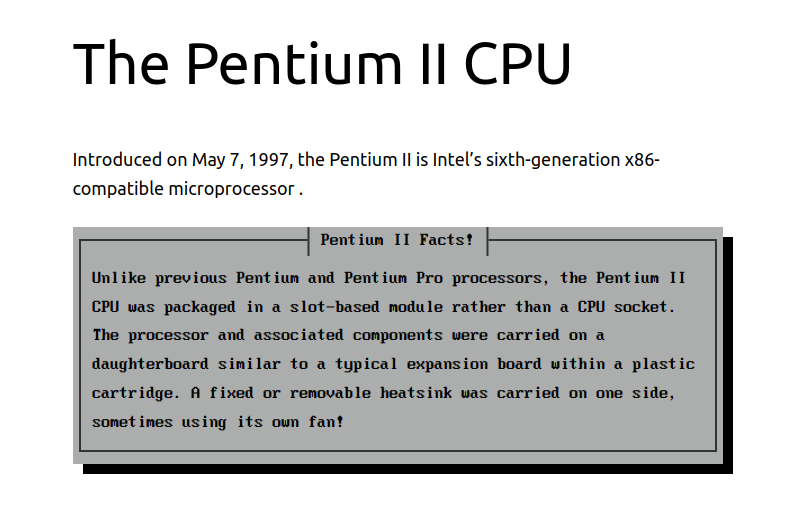 The Pentium II CPU
Introduced on May 7, 1997, the Pentium II is Intel’s sixth-generation x86-
compatible microprocessor .
Pentium II Facts!
Unlike previous Pentium and Pentium Pro processors, the Pentium II
CPU was packaged in a slot-based module rather than a CPU socket.
The processor and associated components were carried on a
daughterboard similar to a typical expansion board within a plastic
cartridge. A fixed or removable heatsink was carried on one side,
sometimes using its own fan!